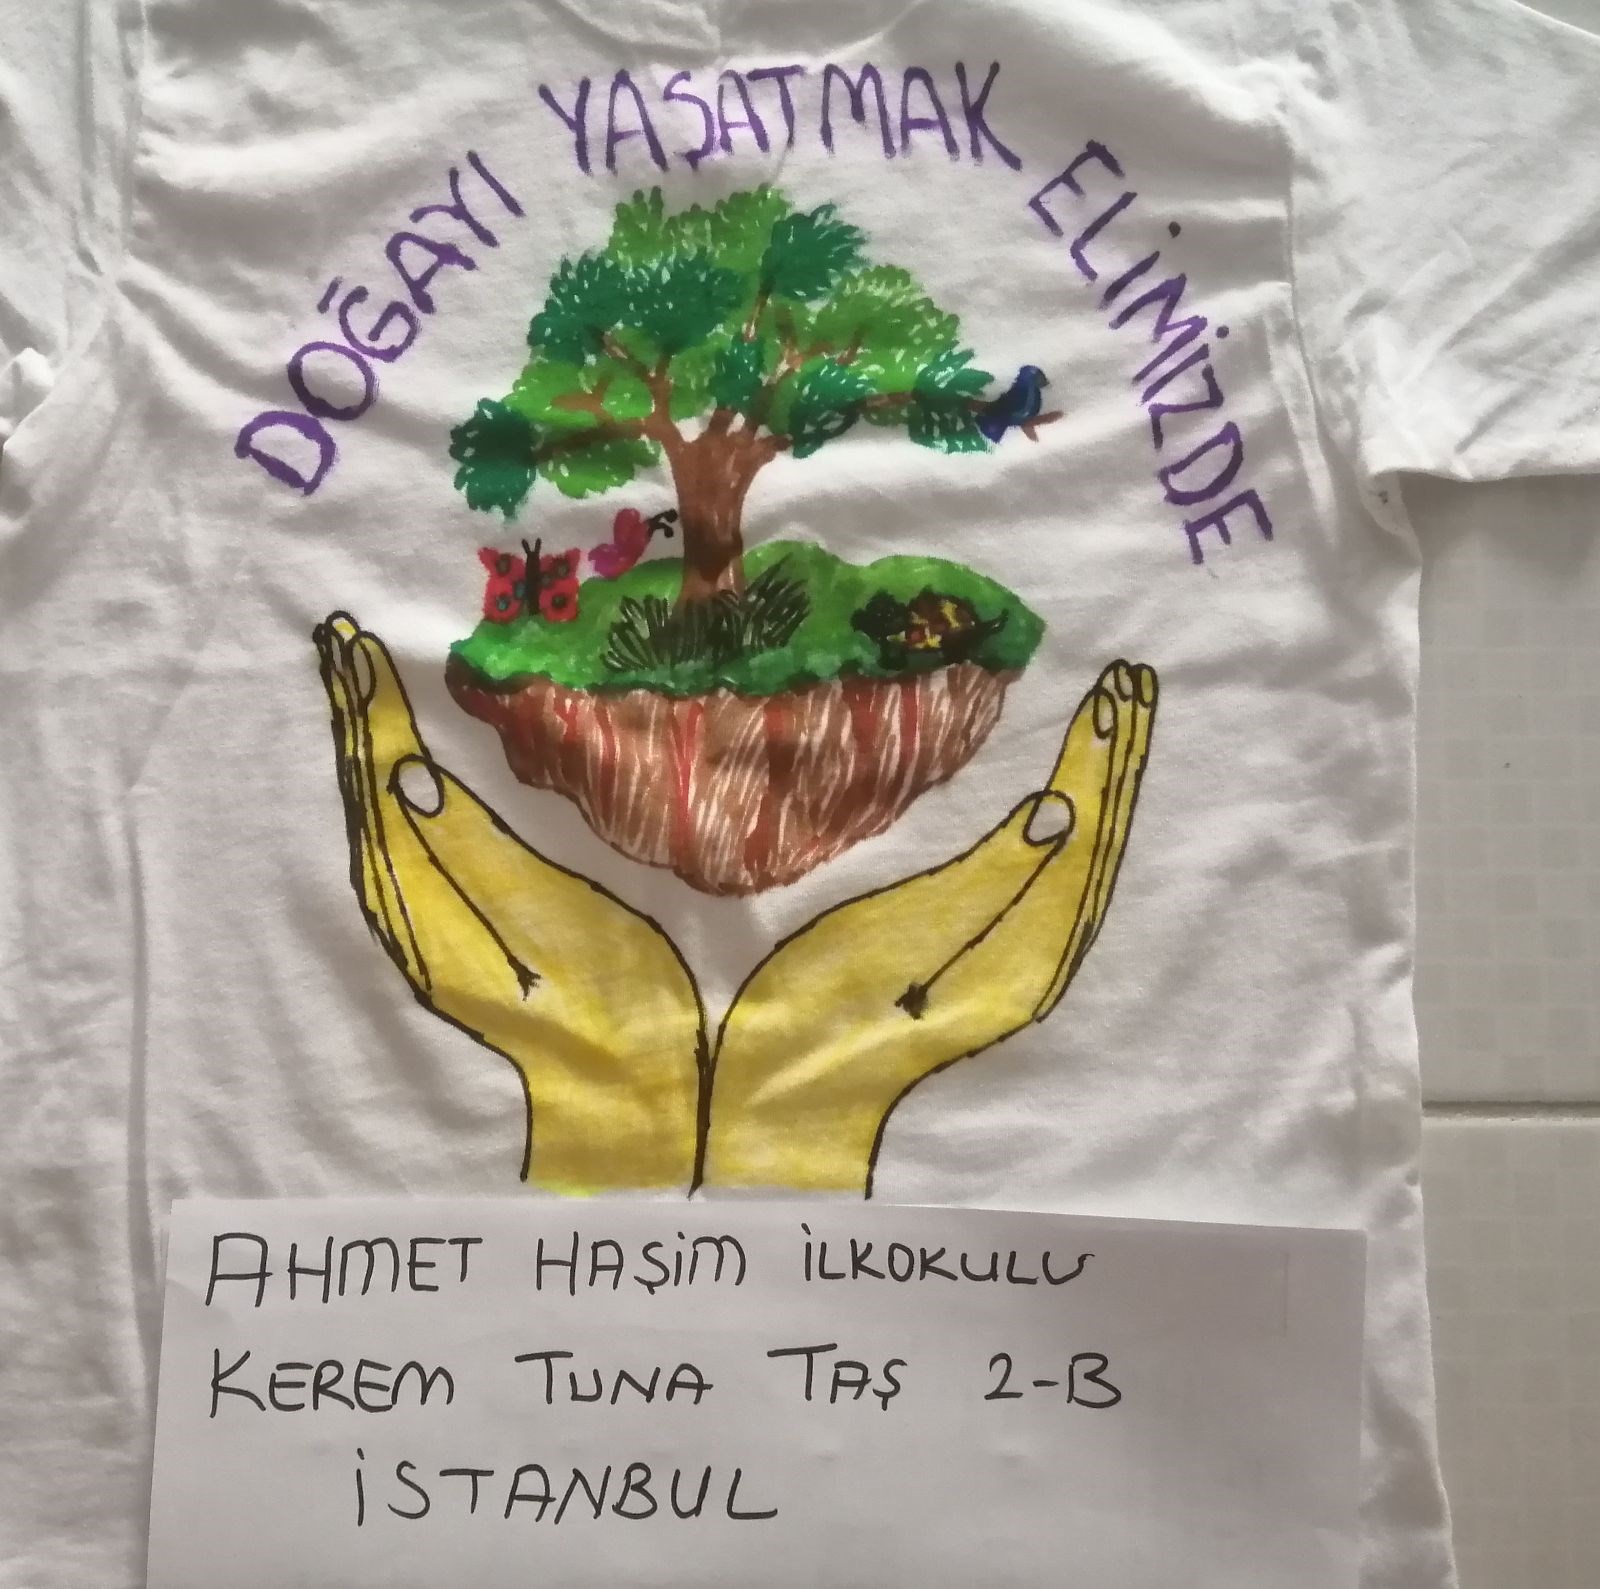 DOĞAYI YAŞATMAK ELİMİZDE
AHMET HAŞİM İLKOKULU
KEREM TUNA TAŞ 2-B
İSTANBUL